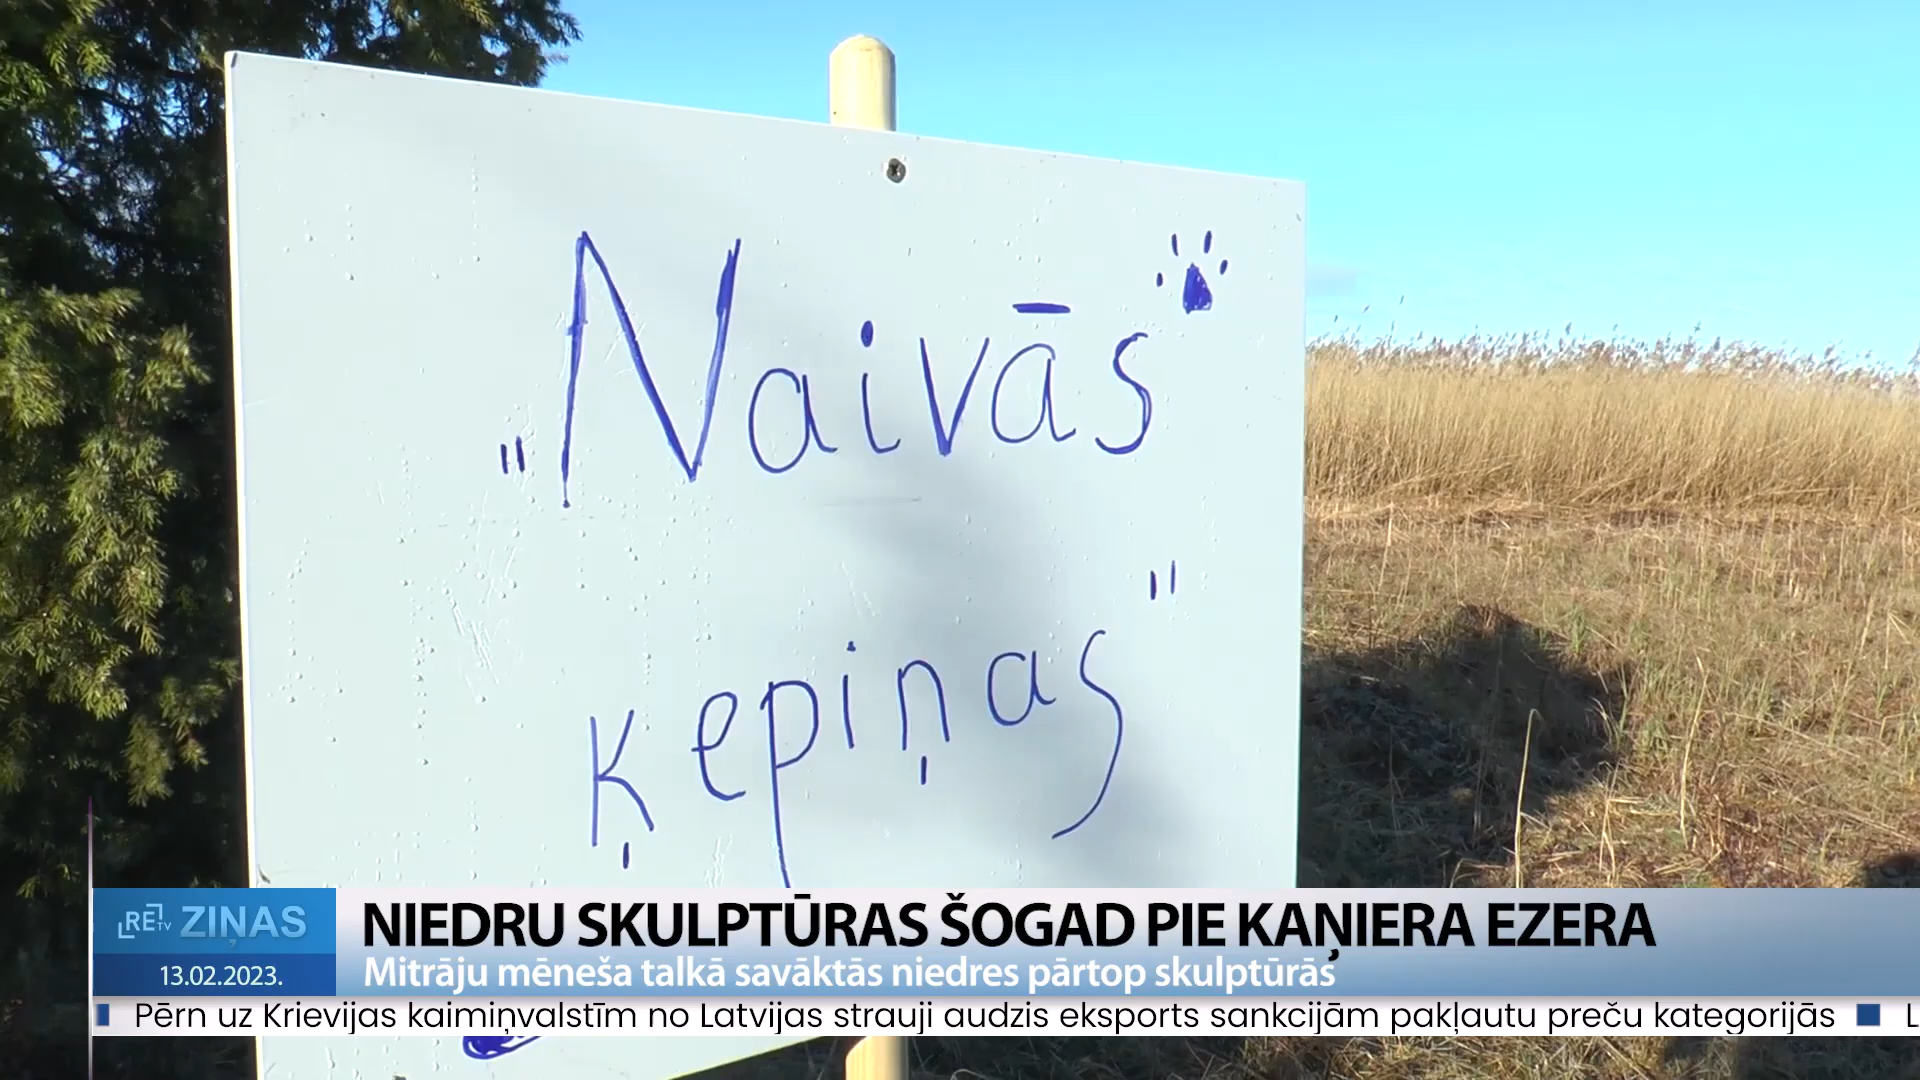 „Naivās
ķepiņas"
RE TV ZIŅAS
13.02.2023.
NIEDRU SKULPTŪRAS ŠOGAD PIE KAŅIERA EZERA
Mitrāju mēneša talkā savāktās niedres pārtop skulptūrās
Pērn uz Krievijas kaimiņvalstīm no Latvijas strauji audzis eksports sankcijām pakļautu preču kategorijās